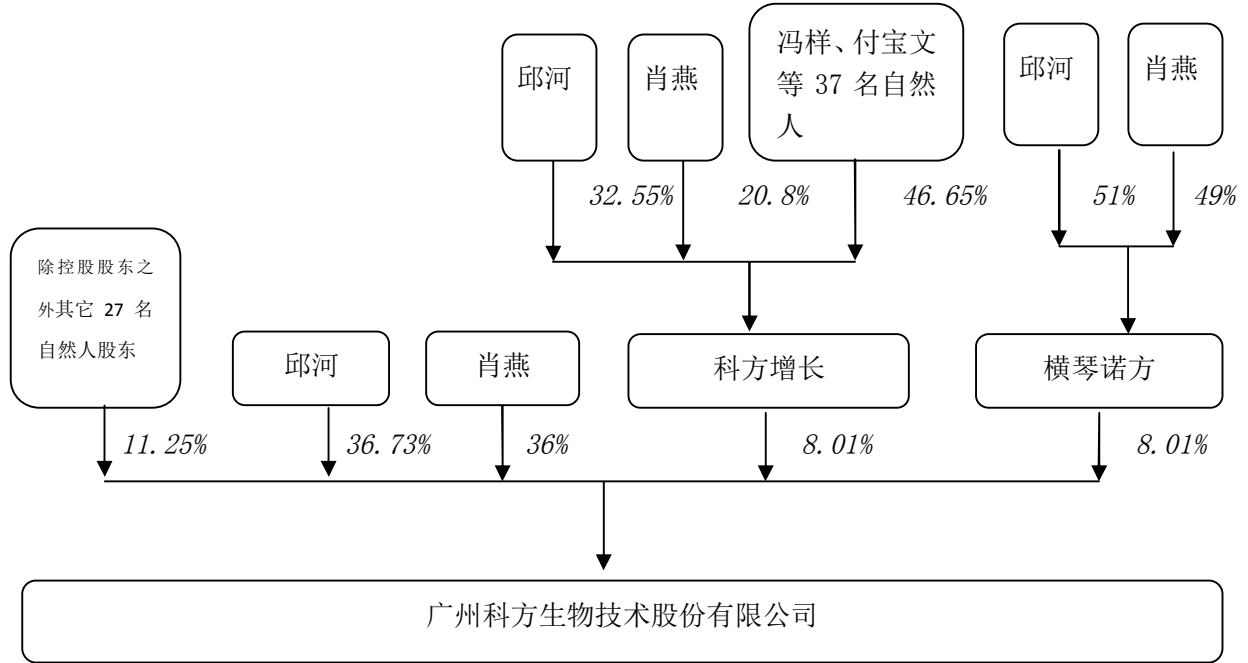 邱河
肖燕
冯样、付宝文
等 37 名自然
人
邱河
肖燕
32.55%
20.8%
46.65%
51%
49%
除控股股东之
外其它 27 名
自然人股东
邱河
肖燕
科方增长
横琴诺方
11.25%
36.73%
36%
8.01%
8.01%
广州科方生物技术股份有限公司